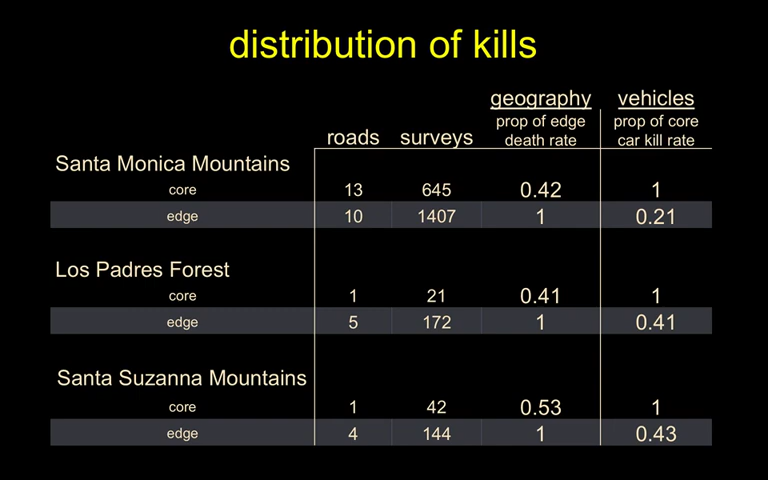 distribution of kills
geography vehicles
prop of edge prop of core
roads surveys death rate car kill rate
Santa Monica Mountains
core 13 645 0.42 1
edge 10 1407 1 0.21
Los Padres Forest
core 1 21 0.41 1
edge 5 172 1 0.41
Santa Suzanna Mountains
core 1 42 0.53 1
edge 4 144 1 0.43